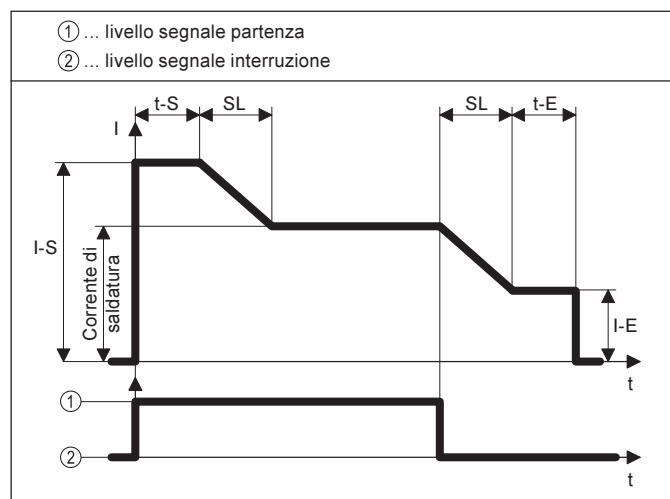 ① ... livello segnale partenza
② ... livello segnale interruzione
t-S SL SL t-E
I
I-S
Corrente di
saldatura
I-E
t
①
②
t